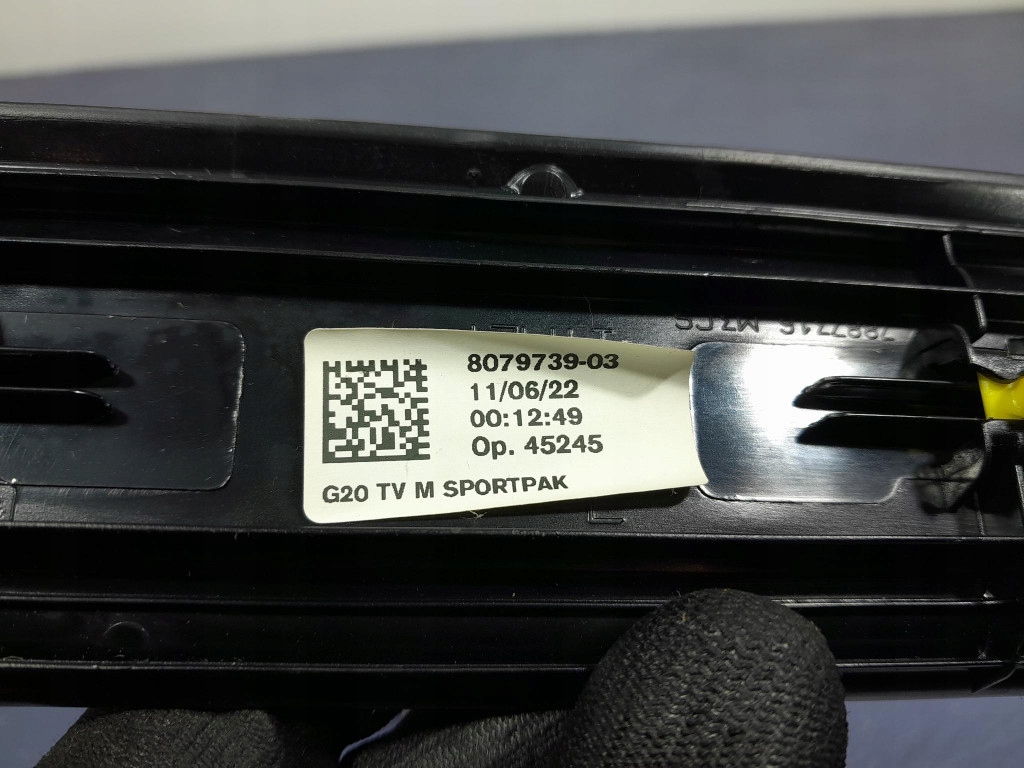 8079739-03
11/06/22
00:12:49
Op. 45245
G20 TV M SPORTPAK